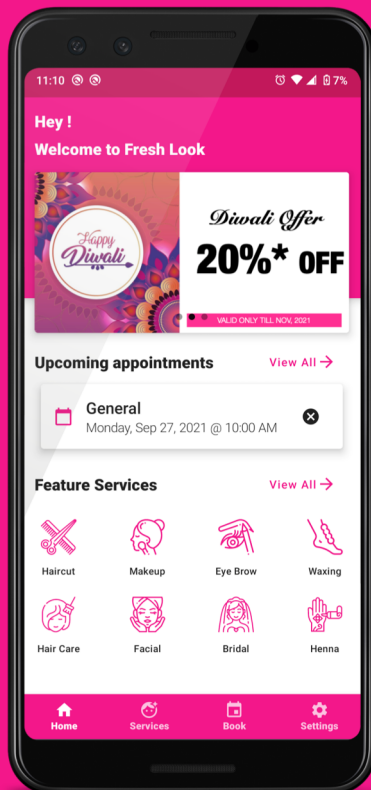 11:10
7%
Hey !
Welcome to Fresh Look
Happy
Diwali
Diwali Offer
20%* OFF
VALID ONLY TILL NOV, 2021
Upcoming appointments
View All
General
Monday, Sep 27, 2021 @ 10:00 AM
Feature Services
View All
Haircut
Makeup
Eye Brow
Waxing
Hair Care
Facial
Bridal
Henna
Home
Services
Book
Settings